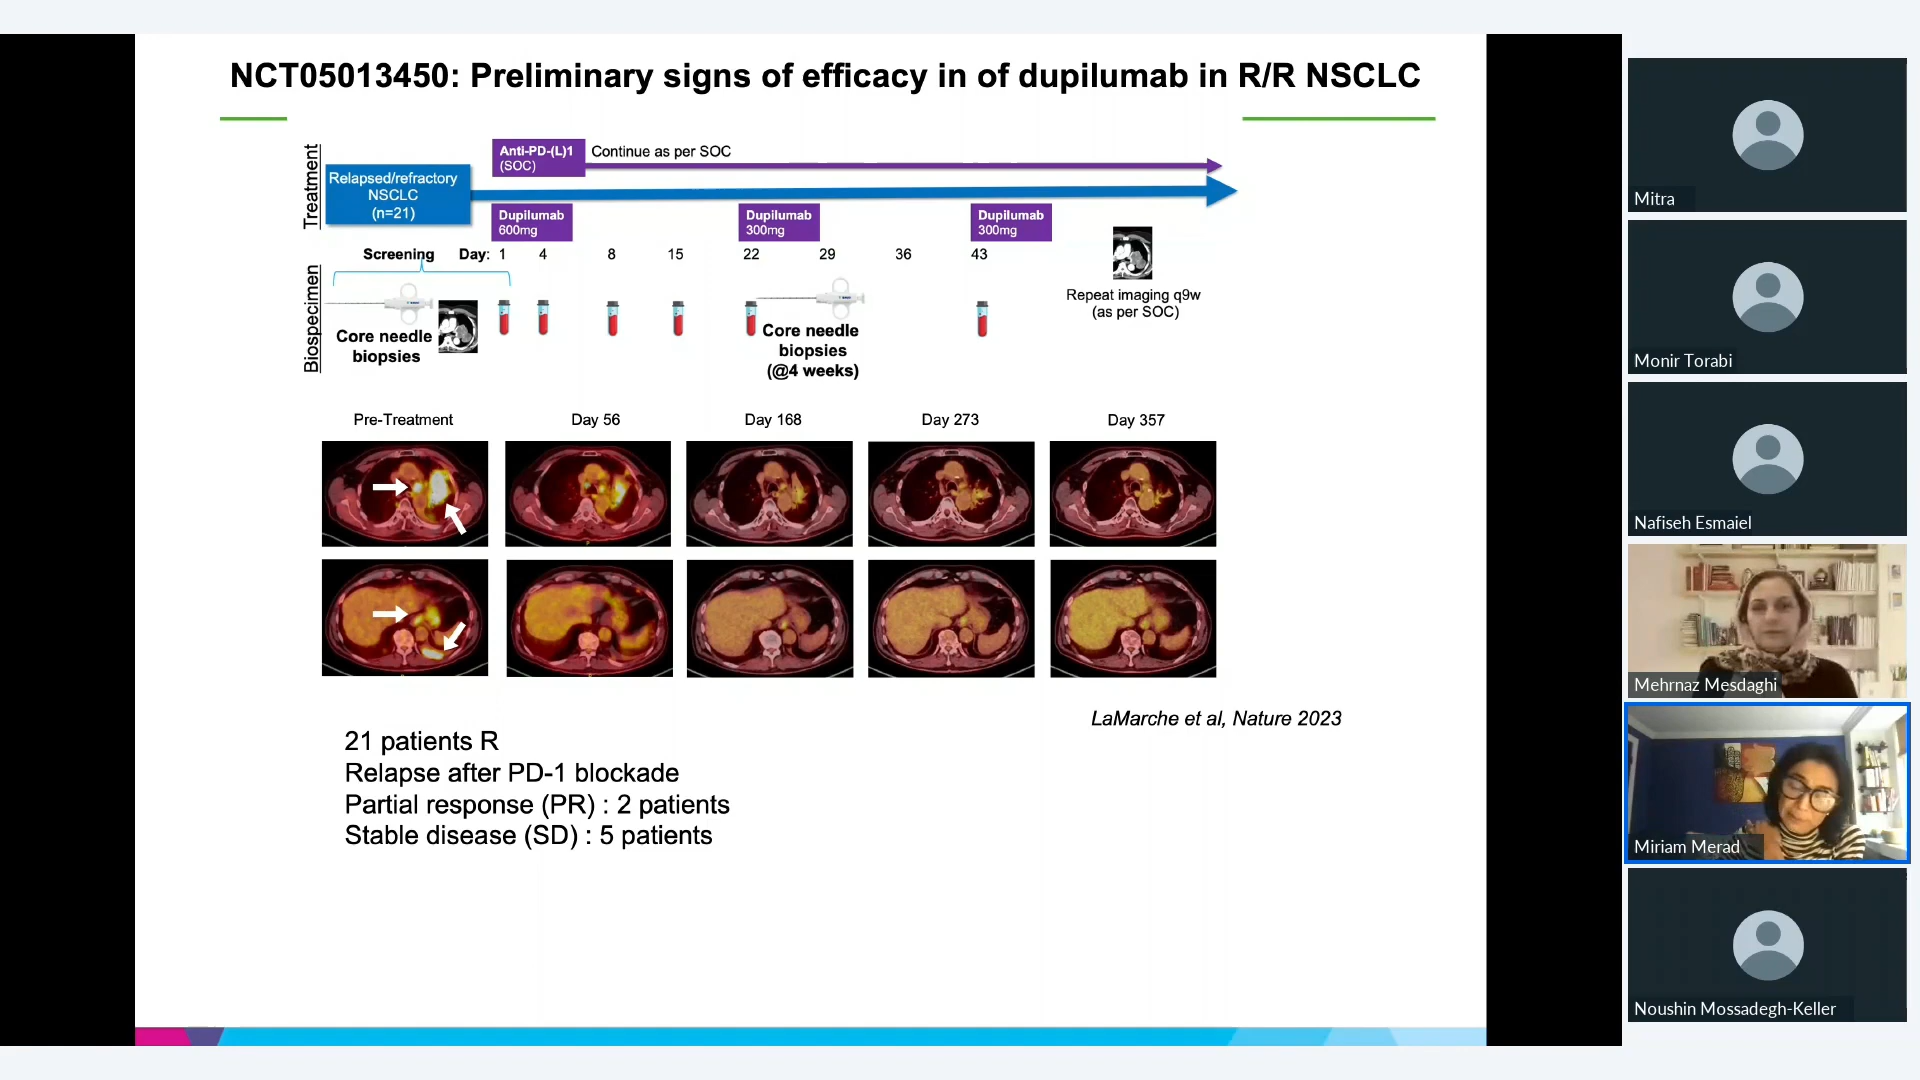 NCT05013450: Preliminary signs of efficacy in of dupilumab in R/R NSCLC
Treatment
Anti-PD-(L)1
(SOC)
Continue as per SOC
Relapsed/refractory
NSCLC
(n=21)
Dupilumab
600mg
Dupilumab
300mg
Dupilumab
300mg
Screening Day: 1 4 8 15 22 29 36 43
Biospecimen
Core needle
biopsies
Core needle
biopsies
(@4 weeks)
Repeat imaging q9w
(as per SOC)
Pre-Treatment Day 56 Day 168 Day 273 Day 357
LaMarche et al, Nature 2023
21 patients R
Relapse after PD-1 blockade
Partial response (PR) : 2 patients
Stable disease (SD) : 5 patients
Mitra
Monir Torabi
Nafiseh Esmaiel
Mehrnaz Mesdaghi
Miriam Merad
Noushin Mossadegh-Keller